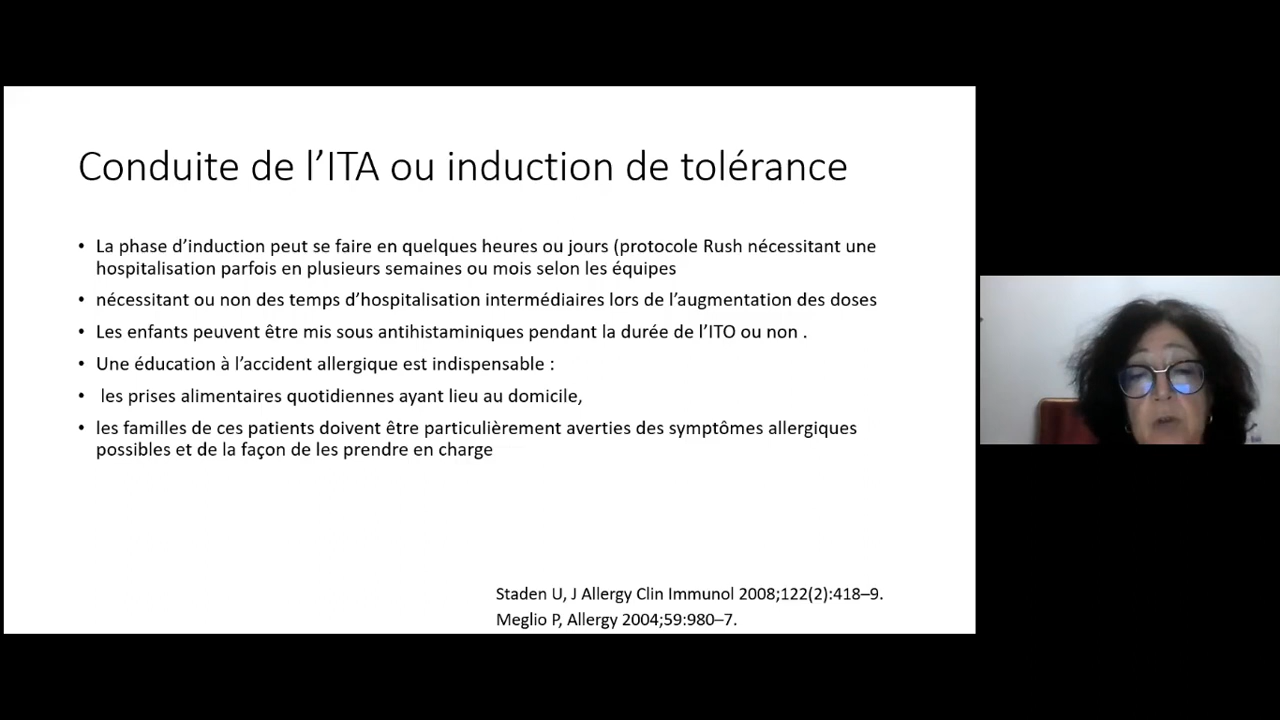 Conduite de l’ITA ou induction de tolérance
• La phase d’induction peut se faire en quelques heures ou jours (protocole Rush nécessitant une
hospitalisation parfois en plusieurs semaines ou mois selon les équipes
• nécessitant ou non des temps d’hospitalisation intermédiaires lors de l’augmentation des doses
• Les enfants peuvent être mis sous antihistaminiques pendant la durée de l’ITO ou non .
• Une éducation à l’accident allergique est indispensable :
• les prises alimentaires quotidiennes ayant lieu au domicile,
• les familles de ces patients doivent être particulièrement averties des symptômes allergiques
possibles et de la façon de les prendre en charge
Staden U, J Allergy Clin Immunol 2008;122(2):418–9.
Meglio P, Allergy 2004;59:980–7.